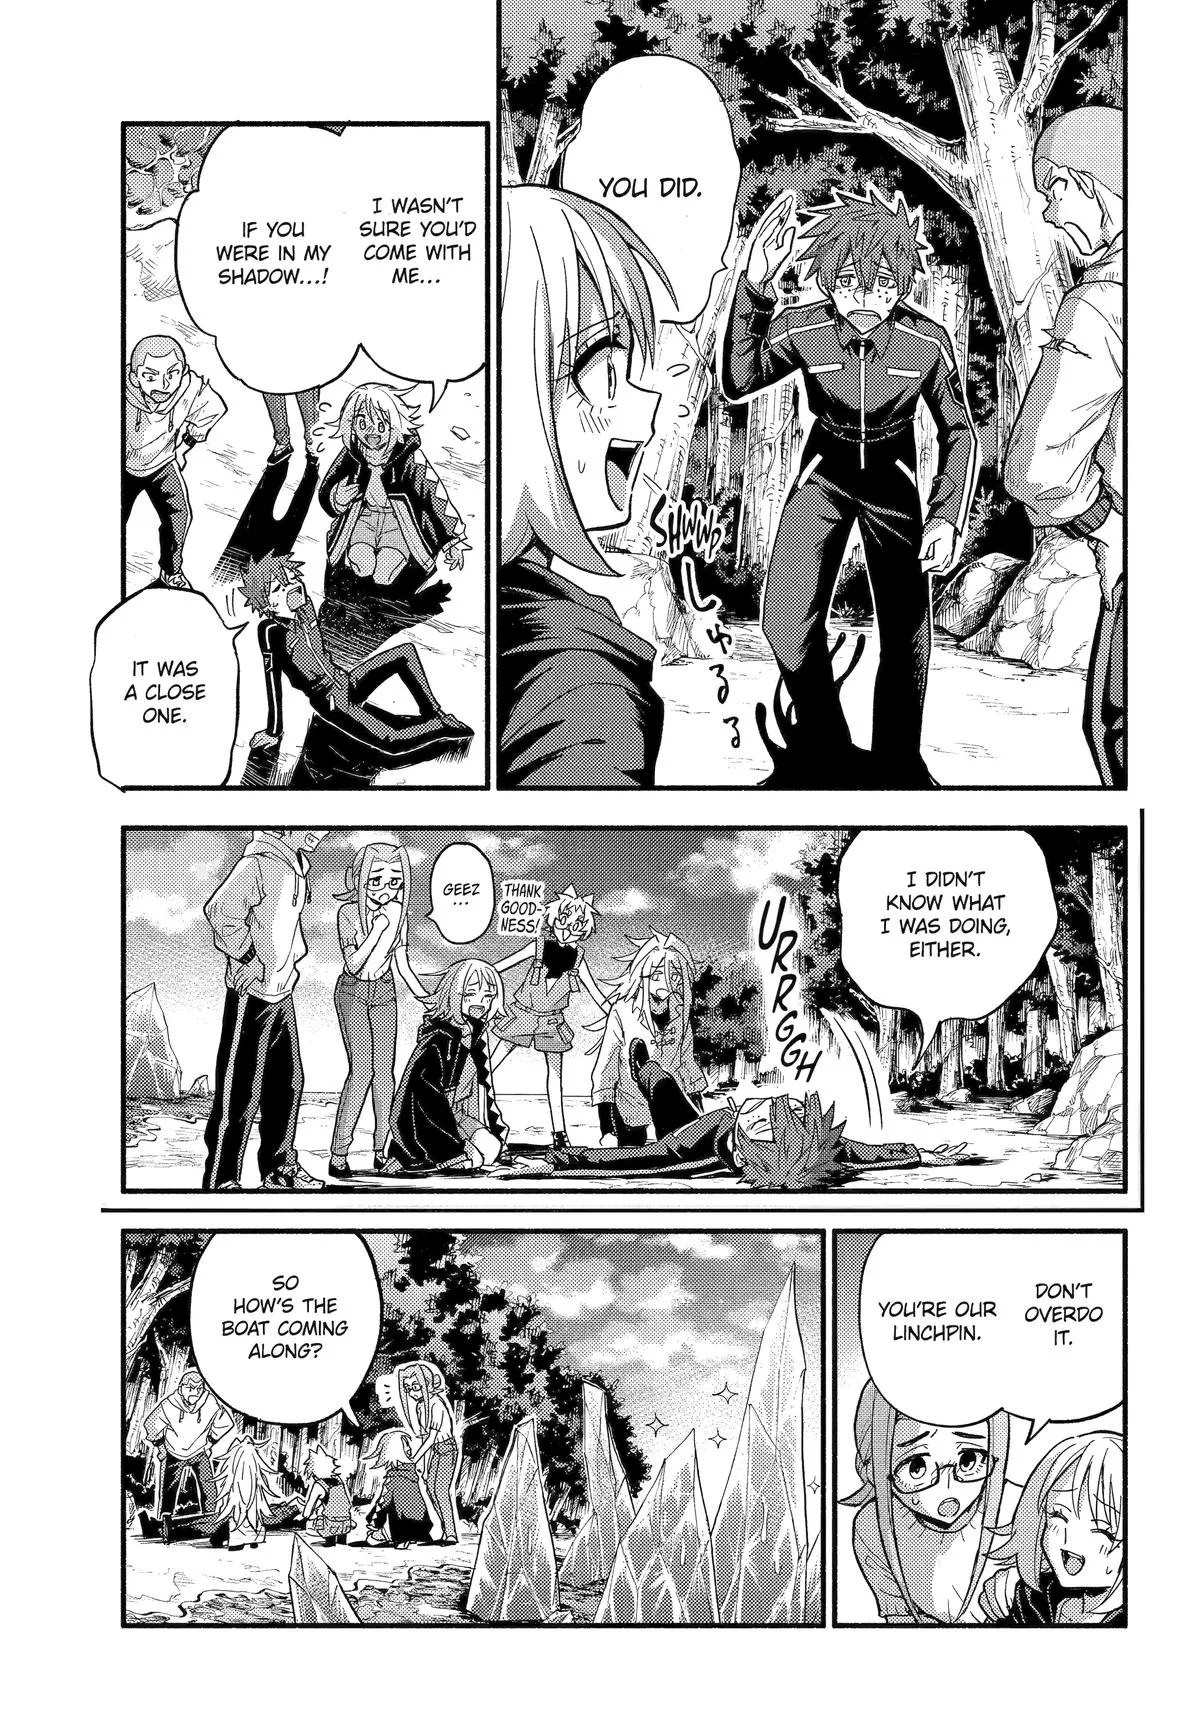 YOU DID.
SHWWP
しゅるる
I WASN'T
SURE YOU'D
COME WITH
ME...
IF YOU
WERE IN MY
SHADOW...!
IT WAS
A CLOSE
ONE.
I DIDN'T
KNOW WHAT
I WAS DOING,
EITHER.
URRGGH
THANK
GOOD-
NESS!
GEEZ
...
DON'T
OVERDO
IT.
YOU'RE OUR
LINCHPIN.
SO
HOW'S THE
BOAT COMING
ALONG?